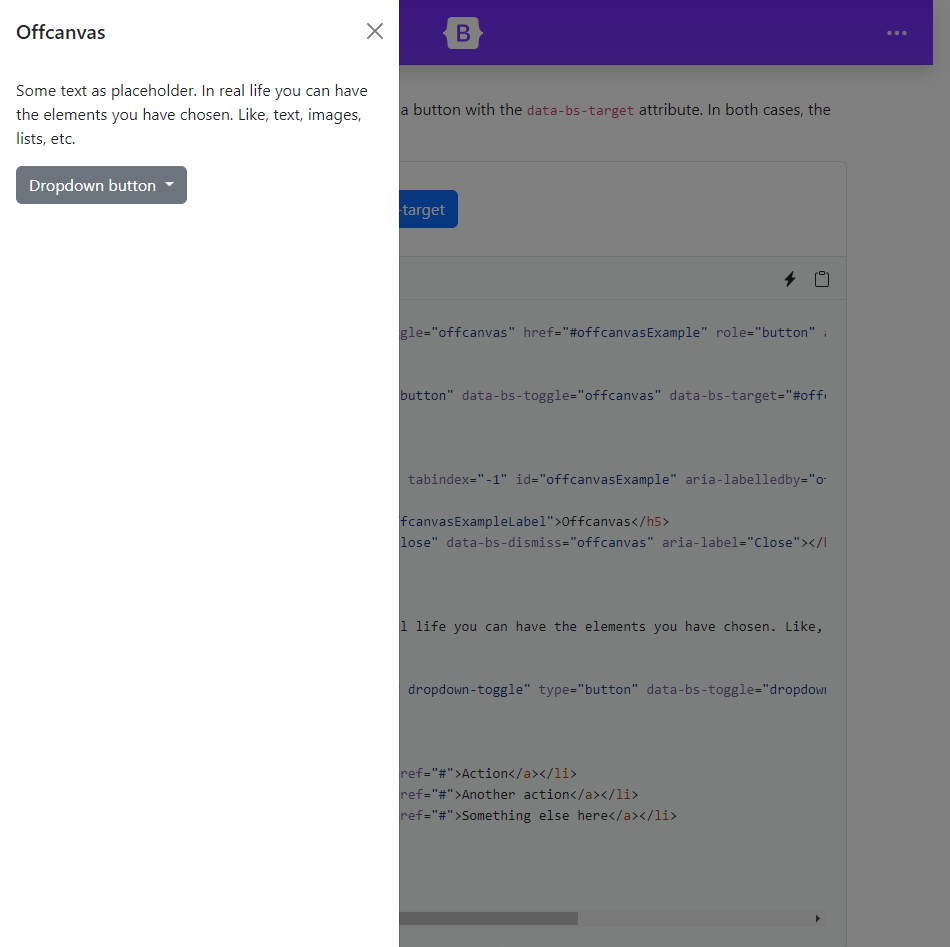 Offcanvas
Some text as placeholder. In real life you can have
the elements you have chosen. Like, text, images,
lists, etc.
Dropdown button
B
a button with the data-bs-target attribute. In both cases, the
-target
gle="offcanvas" href="#offcanvasExample" role="button"
button" data-bs-toggle="offcanvas" data-bs-target="#offc
tabindex="-1" id="offcanvasExample" aria-labelledby="o
fcanvasExampleLabel">Offcanvas</h5>
lose" data-bs-dismiss="offcanvas" aria-label="Close"></
l life you can have the elements you have chosen. Like,
dropdown-toggle" type="button" data-bs-toggle="dropdow
ref="#">Action</a></li>
ref="#">Another action</a></li>
ref="#">Something else here</a></li>